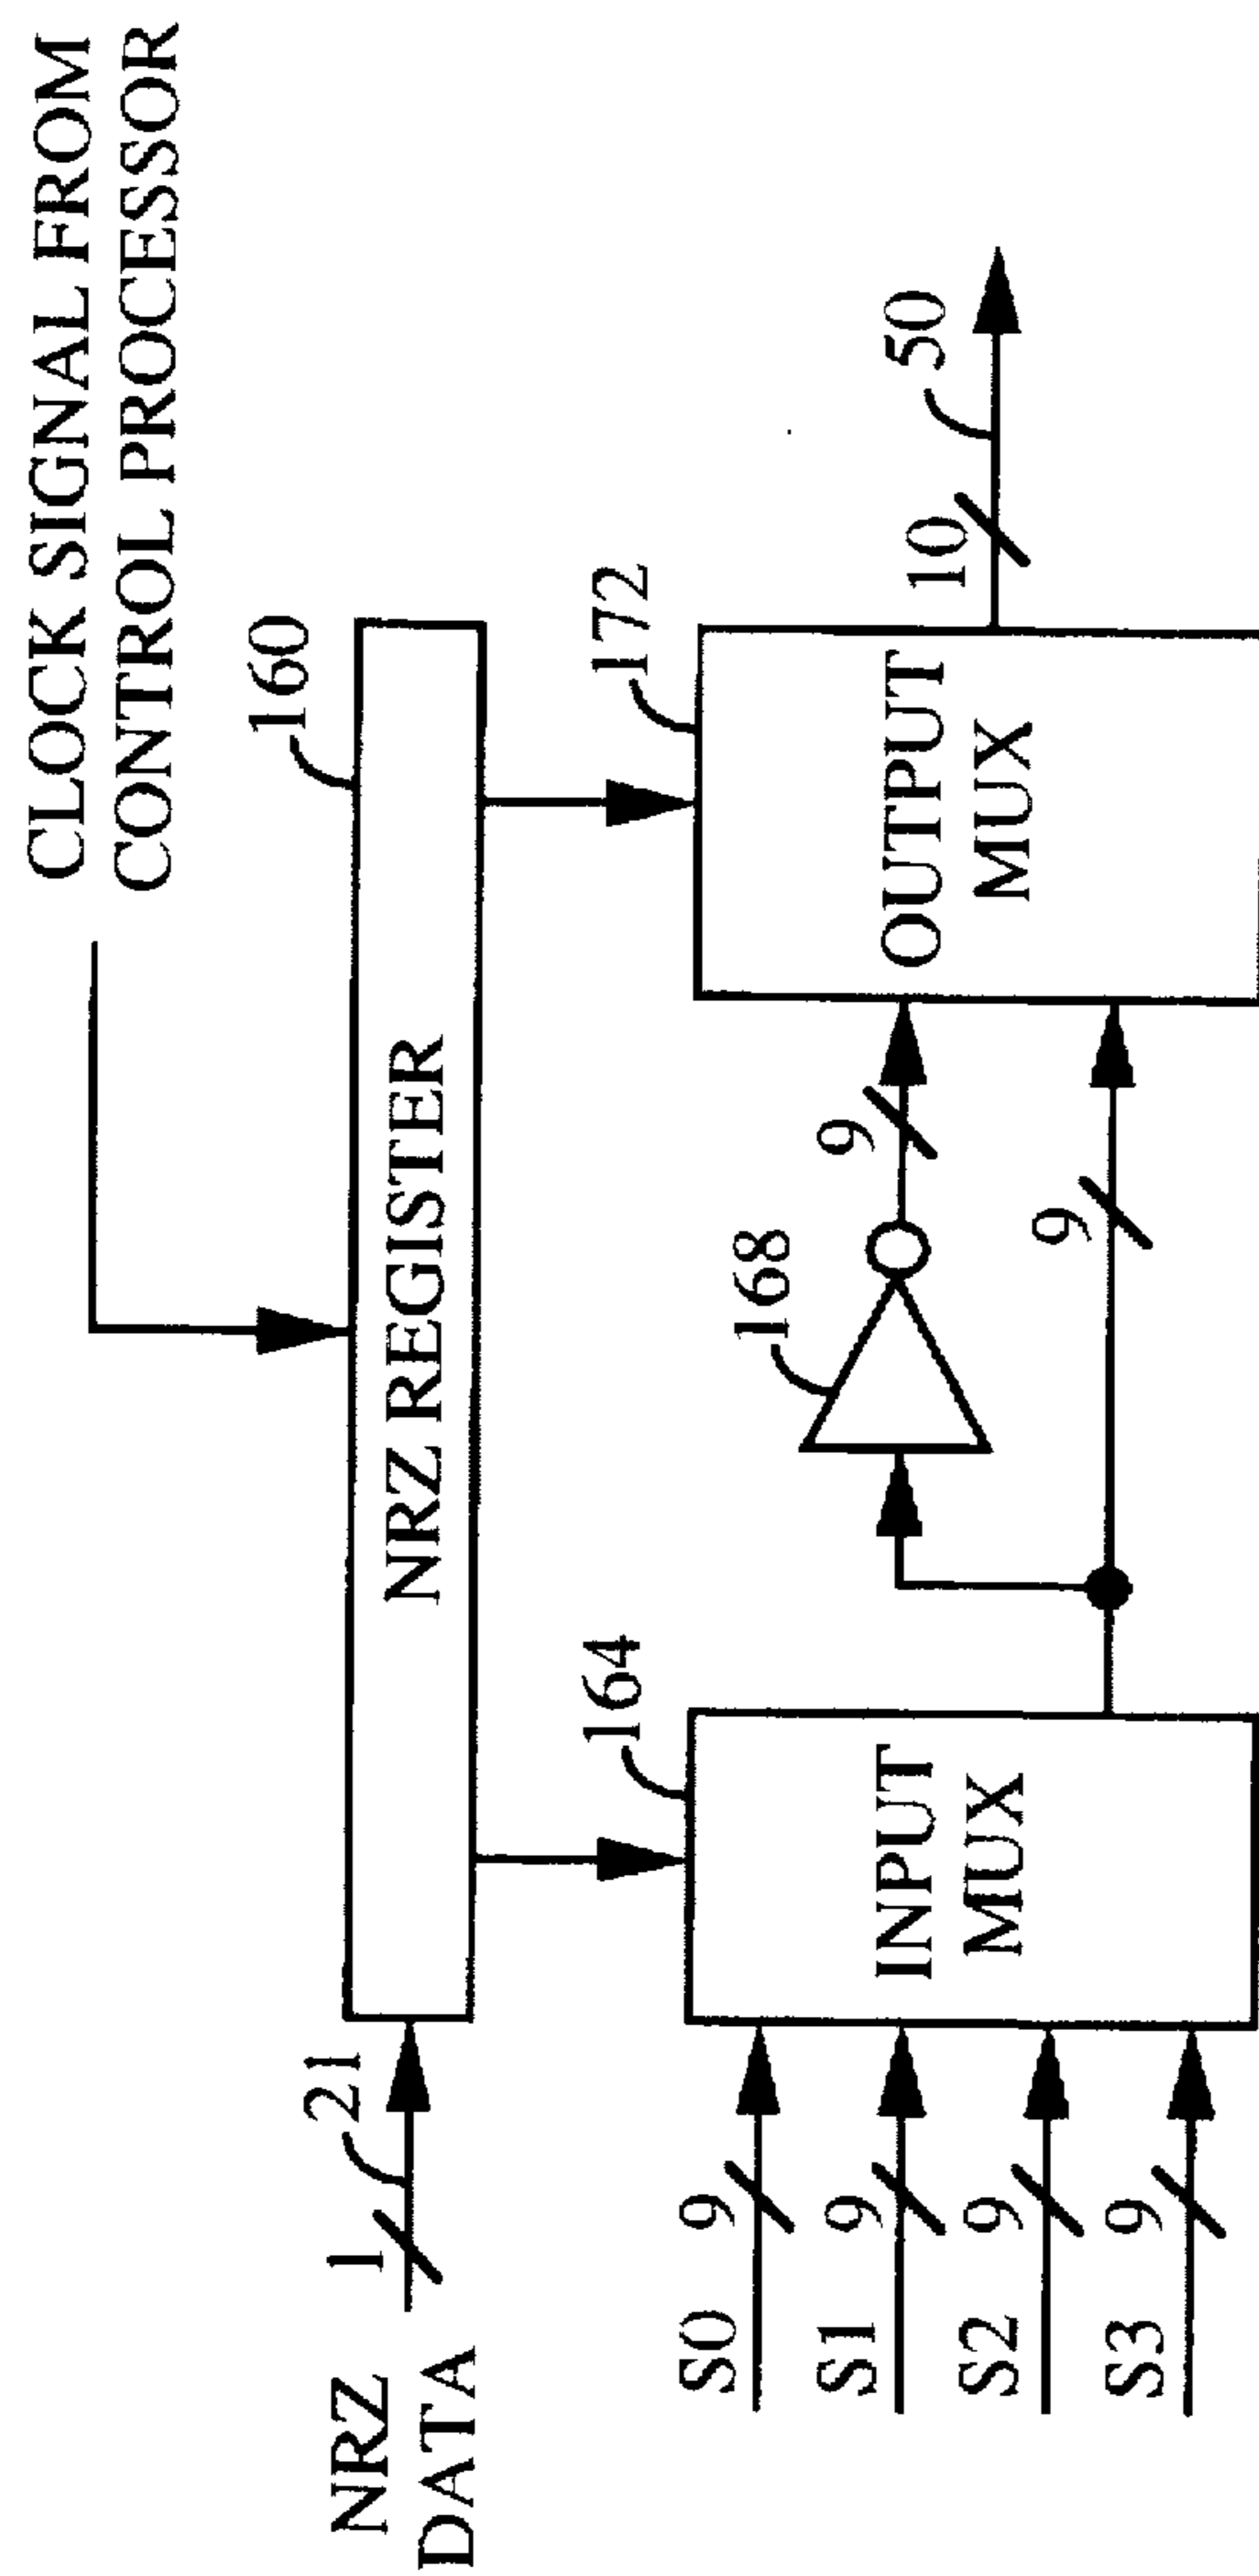 CLOCK SIGNAL FROM
CONTROL PROCESSOR
160
NRZ
DATA
1
21
NRZ REGISTER
164
172
S0
9
S1
9
S2
9
S3
9
INPUT
MUX
168
9
9
OUTPUT
MUX
10
50